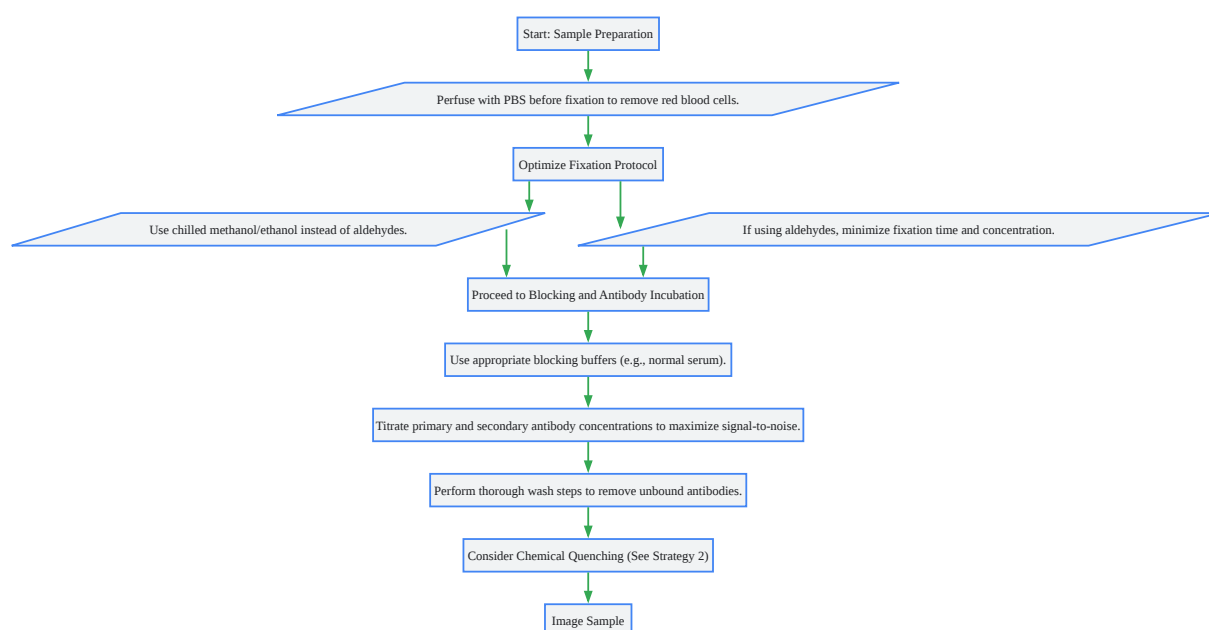 Start: Sample Preparation
Perfuse with PBS before fixation to remove red blood cells.
Optimize Fixation Protocol
Use chilled methanol/ethanol instead of aldehydes.
If using aldehydes, minimize fixation time and concentration.
Proceed to Blocking and Antibody Incubation
Use appropriate blocking buffers (e.g., normal serum).
Titrate primary and secondary antibody concentrations to maximize signal-to-noise.
Perform thorough wash steps to remove unbound antibodies.
Consider Chemical Quenching (See Strategy 2)
Image Sample